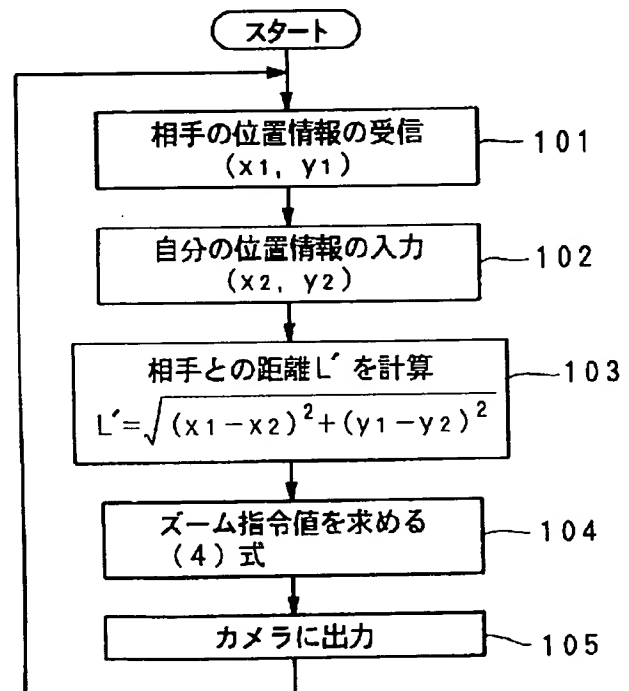 スタート
相手の位置情報の受信
(x1, y1)
101
自分の位置情報の入力
(x2, y2)
102
相手との距離L´を計算
L´=√(x1−x2)²+(y1−y2)²
103
ズーム指令値を求める
(4)式
104
カメラに出力
105